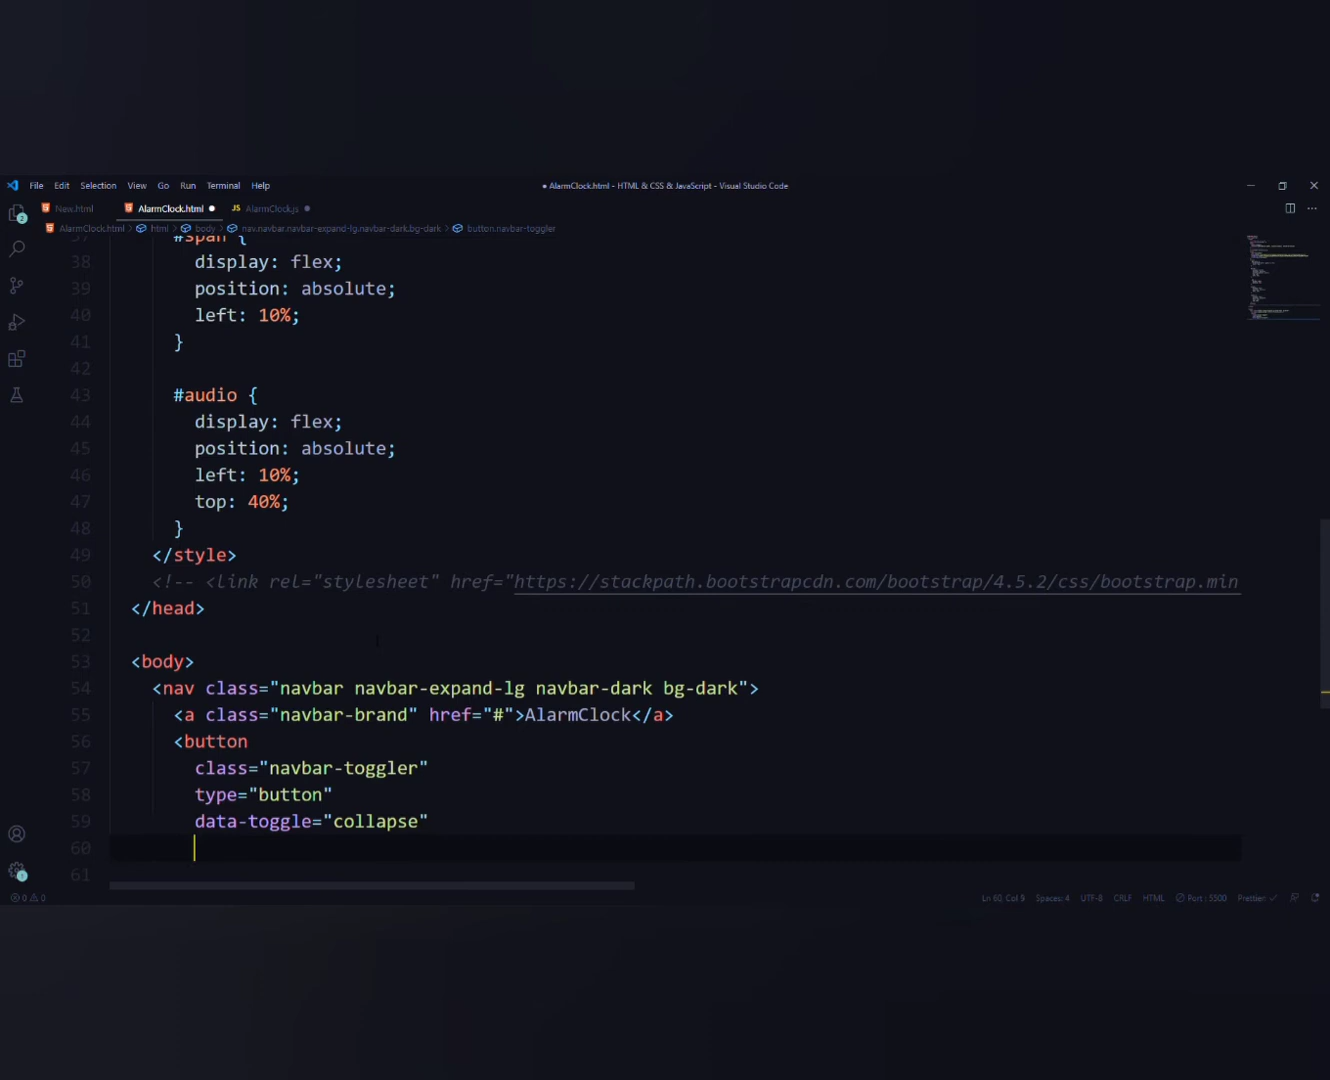 File Edit Selection View Go Run Terminal Help
● AlarmClock.html - HTML & CSS & JavaScript - Visual Studio Code
New.html AlarmClock.html ● JS AlarmClock.js ●
AlarmClock.html > html > body > nav.navbar.navbar-expand-lg.navbar-dark.bg-dark > button.navbar-toggler
37 #span {
38 display: flex;
39 position: absolute;
40 left: 10%;
41 }
42
43 #audio {
44 display: flex;
45 position: absolute;
46 left: 10%;
47 top: 40%;
48 }
49 </style>
50 <!-- <link rel="stylesheet" href="https://stackpath.bootstrapcdn.com/bootstrap/4.5.2/css/bootstrap.min
51 </head>
52
53 <body>
54 <nav class="navbar navbar-expand-lg navbar-dark bg-dark">
55 <a class="navbar-brand" href="#">AlarmClock</a>
56 <button
57 class="navbar-toggler"
58 type="button"
59 data-toggle="collapse"
60
61
0 0 Ln 60, Col 9 Spaces: 4 UTF-8 CRLF HTML Port : 5500 Prettier ✓